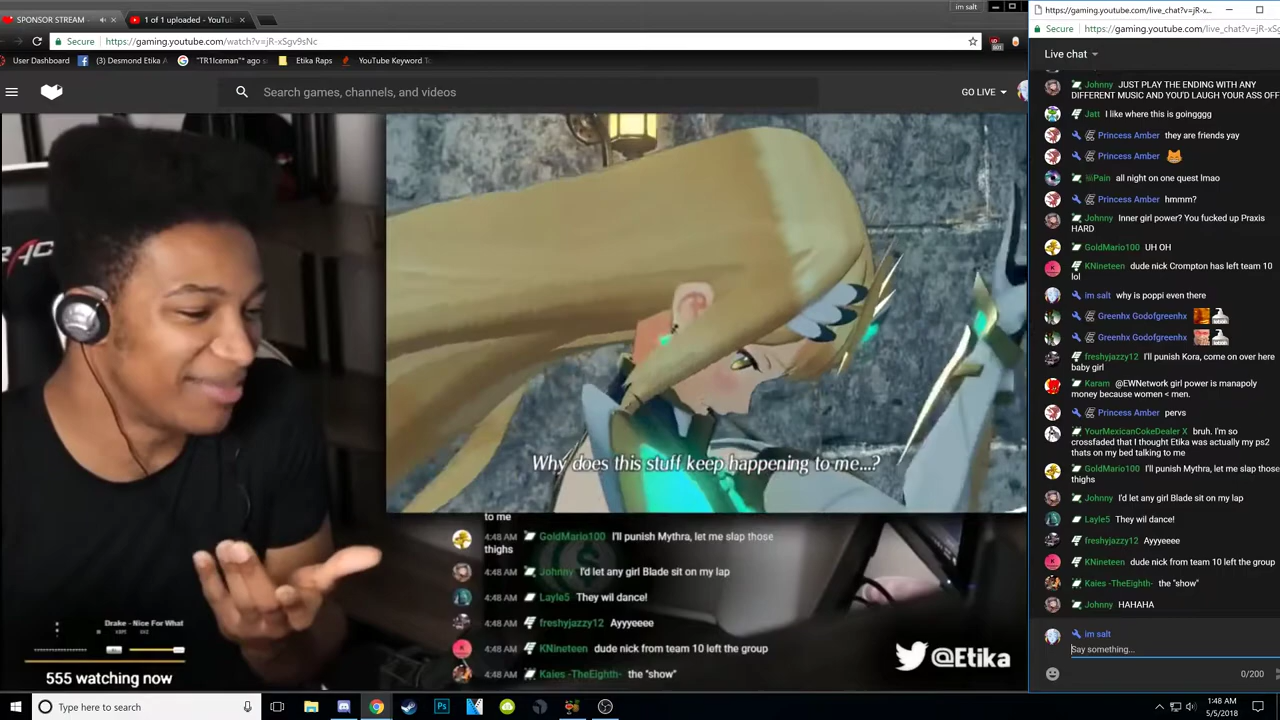 SPONSOR STREAM
1 of 1 uploaded - YouTu
im salt
https://gaming.youtube.com/live_chat?v=jR-x...
Secure
https://gaming.youtube.com/watch?v=jR-xSgv9sNc
Secure
https://gaming.youtube.com/live_chat?v=jR-xSg
User Dashboard
(3) Desmond Etika A
"TR1Iceman"* ago s
Etika Raps
YouTube Keyword To
Live chat
Search games, channels, and videos
GO LIVE
Johnny JUST PLAY THE ENDING WITH ANY
DIFFERENT MUSIC AND YOU'D LAUGH YOUR ASS OFF
Jatt I like where this is goingggg
Princess Amber they are friends yay
Princess Amber
Pain all night on one quest lmao
Princess Amber hmmm?
Johnny Inner girl power? You fucked up Praxis
HARD
GoldMario100 UH OH
KNineteen dude nick Crompton has left team 10
lol
im salt why is poppi even there
Greenhx Godofgreenhx
Greenhx Godofgreenhx
freshyjazzy12 I'll punish Kora, come on over here
baby girl
Karam @EWNetwork girl power is manapoly
money because women < men.
Princess Amber pervs
YourMexicanCokeDealer X bruh. I'm so
crossfaded that I thought Etika was actually my ps2
thats on my bed talking to me
GoldMario100 I'll punish Mythra, let me slap those
thighs
Johnny I'd let any girl Blade sit on my lap
Layle5 They wil dance!
freshyjazzy12 Ayyyeeee
KNineteen dude nick from team 10 left the group
Kaies -TheEighth- the "show"
Johnny HAHAHA
im salt
Say something...
0/200
Why does this stuff keep happening to me...?
to me
4:48 AM GoldMario100 I'll punish Mythra, let me slap those
thighs
4:48 AM Johnny I'd let any girl Blade sit on my lap
4:48 AM Layle5 They wil dance!
4:48 AM freshyjazzy12 Ayyyeeee
4:48 AM KNineteen dude nick from team 10 left the group
4:48 AM Kaies -TheEighth- the "show"
Drake - Nice For What
555 watching now
@Etika
Type here to search
1:48 AM
5/5/2018